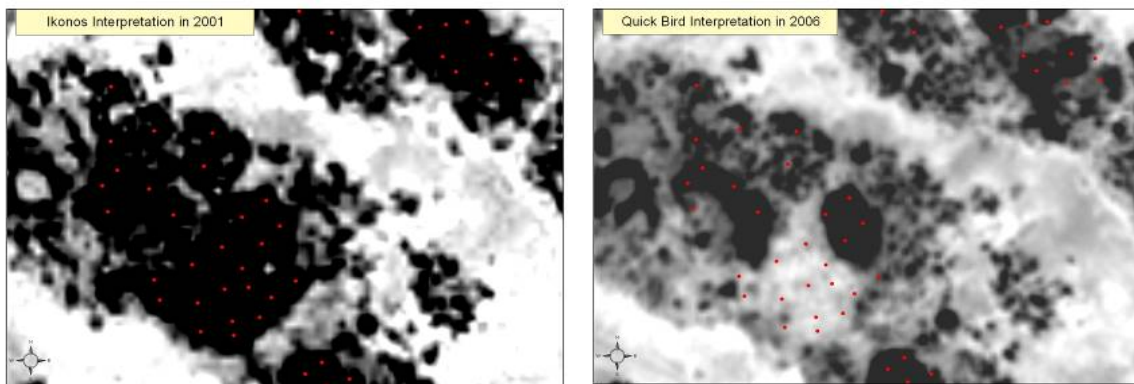 Ikonos Interpretation in 2001
Quick Bird Interpretation in 2006